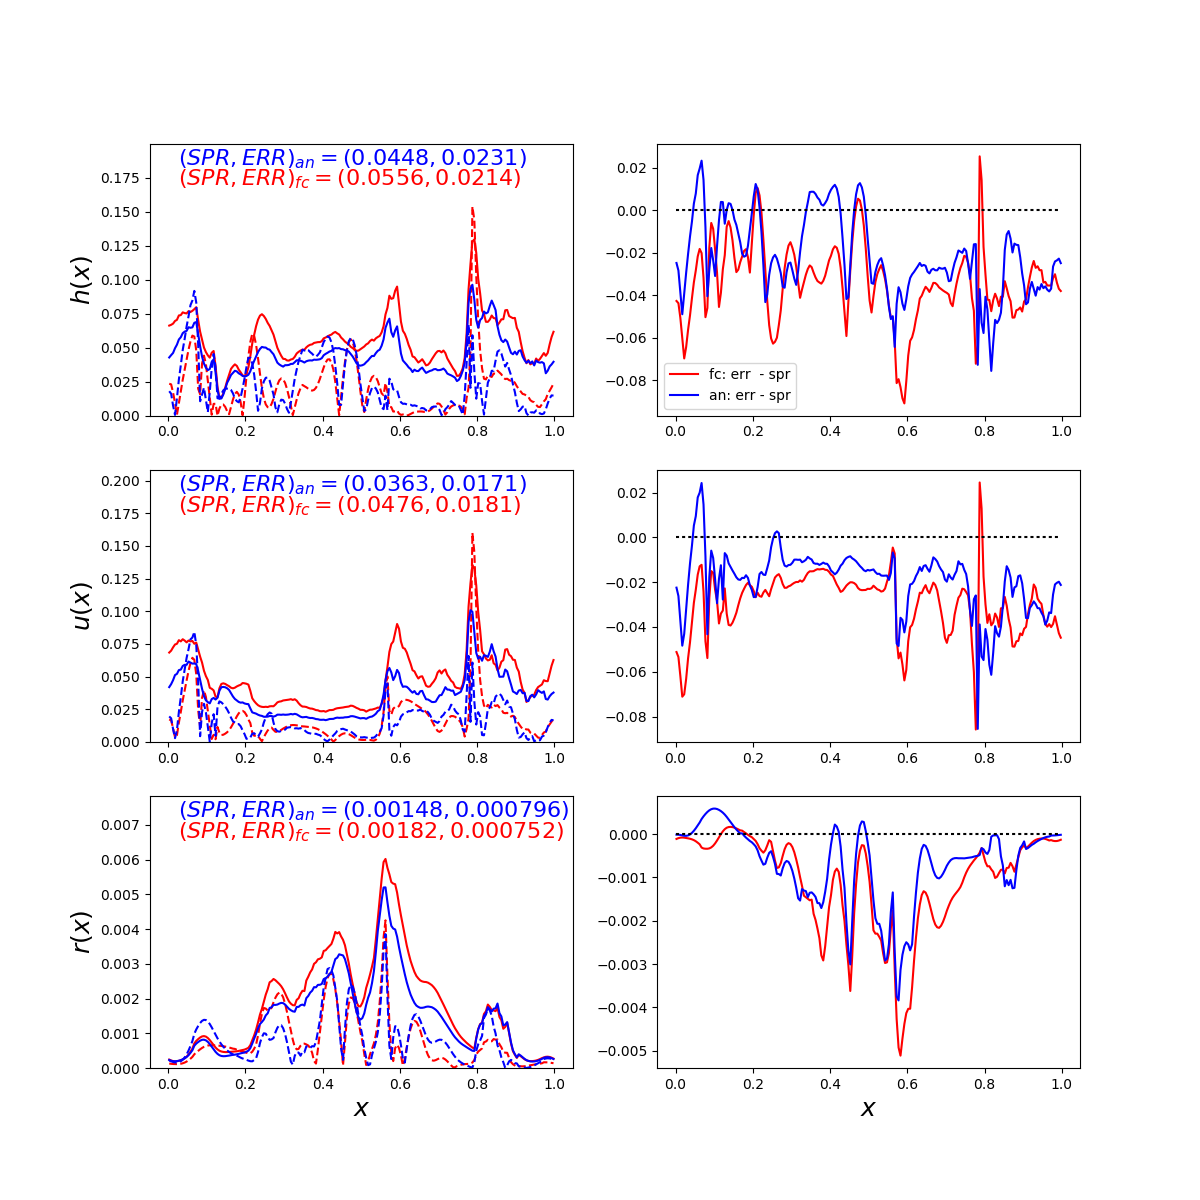 (SPR, ERR)an = (0.0448, 0.0231)
(SPR, ERR)fc = (0.0556, 0.0214)
h(x)
0.175
0.150
0.125
0.100
0.075
0.050
0.025
0.000
0.0 0.2 0.4 0.6 0.8 1.0
0.02
0.00
−0.02
−0.04
−0.06
−0.08
fc: err - spr
an: err - spr
0.0 0.2 0.4 0.6 0.8 1.0
(SPR, ERR)an = (0.0363, 0.0171)
(SPR, ERR)fc = (0.0476, 0.0181)
u(x)
0.200
0.175
0.150
0.125
0.100
0.075
0.050
0.025
0.000
0.0 0.2 0.4 0.6 0.8 1.0
0.02
0.00
−0.02
−0.04
−0.06
−0.08
0.0 0.2 0.4 0.6 0.8 1.0
(SPR, ERR)an = (0.00148, 0.000796)
(SPR, ERR)fc = (0.00182, 0.000752)
r(x)
0.007
0.006
0.005
0.004
0.003
0.002
0.001
0.000
0.0 0.2 0.4 0.6 0.8 1.0
x
0.000
−0.001
−0.002
−0.003
−0.004
−0.005
0.0 0.2 0.4 0.6 0.8 1.0
x